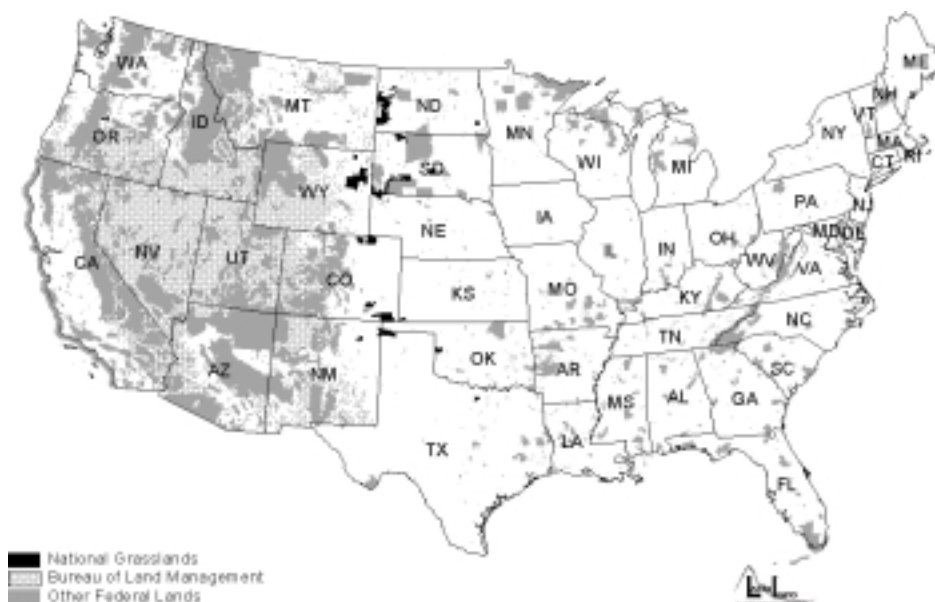 WA
MT
ND
MN
ME
OR
ID
NH
VT
NY
MA
CT
RI
WY
SD
WI
MI
PA
NJ
IA
NE
OH
MD
DE
NV
UT
IL
IN
WV
VA
CA
CO
KS
MO
KY
NC
TN
OK
AR
SC
AZ
NM
MS
AL
GA
TX
LA
FL
National Grasslands
Bureau of Land Management
Other Federal Lands